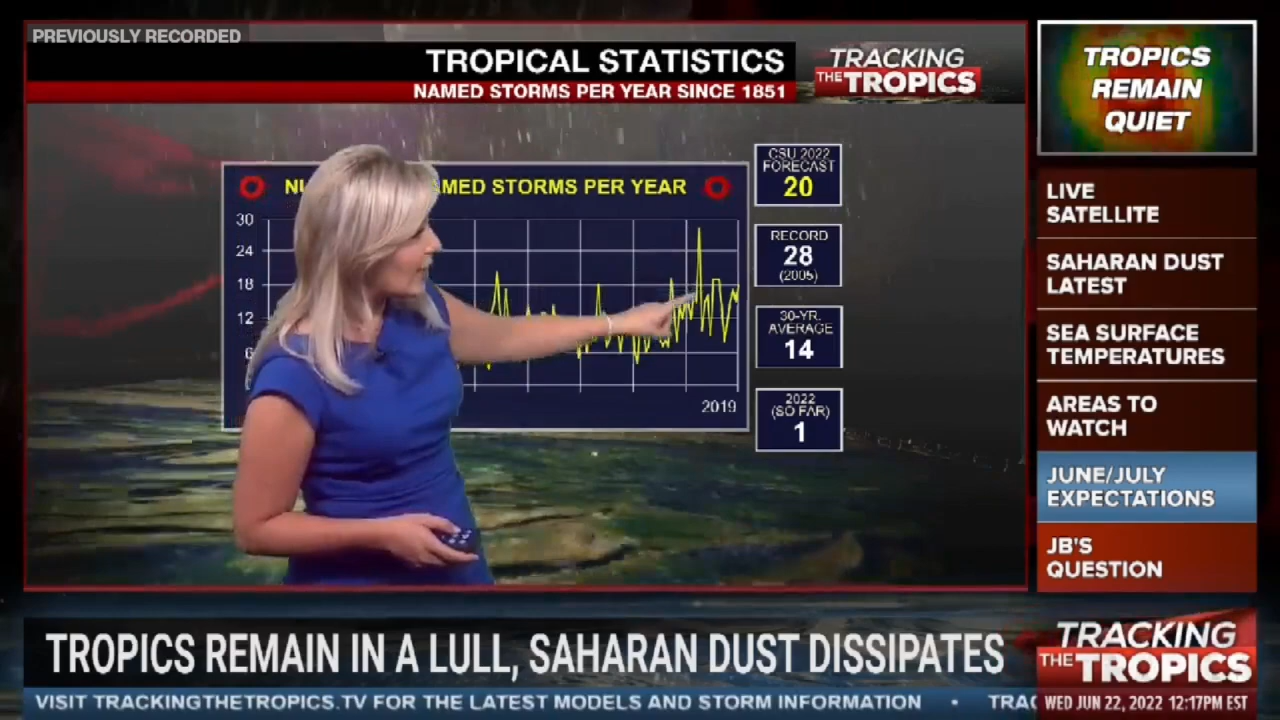 PREVIOUSLY RECORDED
TROPICAL STATISTICS
NAMED STORMS PER YEAR SINCE 1851
TRACKING
THE TROPICS
NU
MED STORMS PER YEAR
30
24
18
12
6
2019
CSU 2022
FORECAST
20
RECORD
28
(2005)
30-YR.
AVERAGE
14
2022
(SO FAR)
1
TROPICS
REMAIN
QUIET
LIVE
SATELLITE
SAHARAN DUST
LATEST
SEA SURFACE
TEMPERATURES
AREAS TO
WATCH
JUNE/JULY
EXPECTATIONS
JB'S
QUESTION
TROPICS REMAIN IN A LULL, SAHARAN DUST DISSIPATES
TRACKING
THE TROPICS
VISIT TRACKINGTHETROPICS.TV FOR THE LATEST MODELS AND STORM INFORMATION • TRAC
WED JUN 22, 2022 12:17PM EST